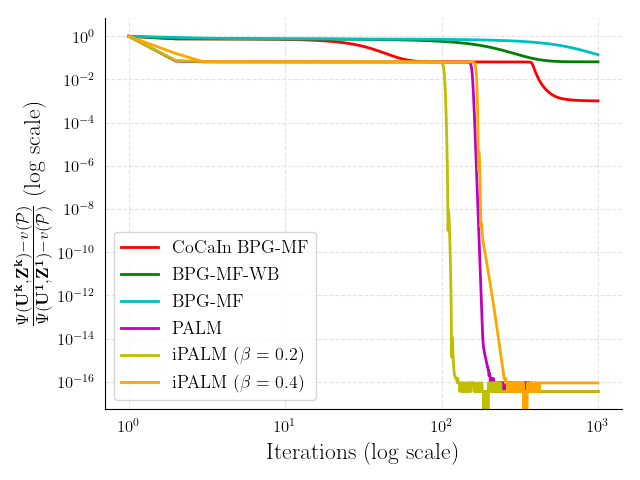 Ψ(U^k,Z^k)−v(P) / Ψ(U^1,Z^1)−v(P) (log scale)
10^0
10^−2
10^−4
10^−6
10^−8
10^−10
10^−12
10^−14
10^−16
CoCaIn BPG-MF
BPG-MF-WB
BPG-MF
PALM
iPALM (β = 0.2)
iPALM (β = 0.4)
10^0 10^1 10^2 10^3
Iterations (log scale)